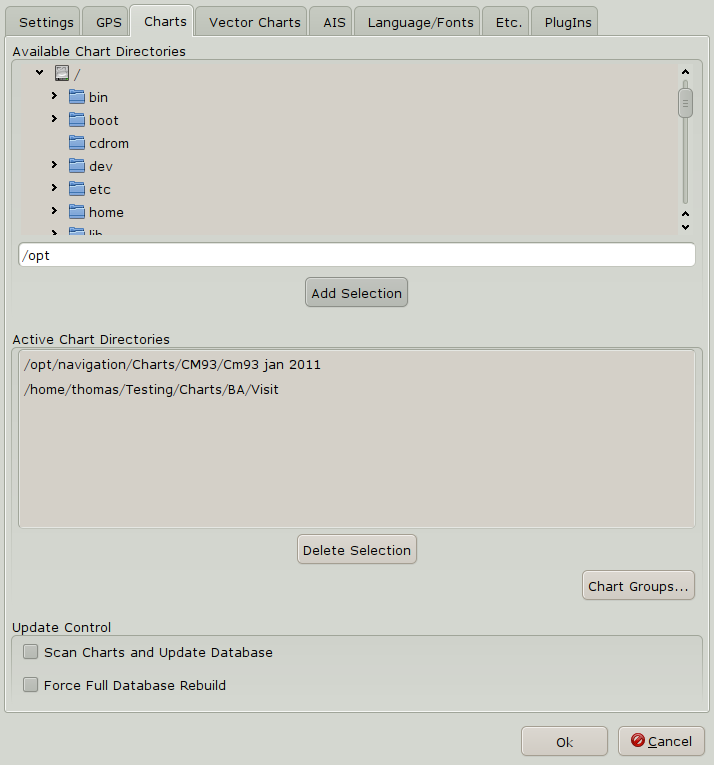 Settings GPS Charts Vector Charts AIS Language/Fonts Etc. PlugIns
Available Chart Directories
/
bin
boot
cdrom
dev
etc
home
lib
/opt
Add Selection
Active Chart Directories
/opt/navigation/Charts/CM93/Cm93 jan 2011
/home/thomas/Testing/Charts/BA/Visit
Delete Selection
Chart Groups...
Update Control
Scan Charts and Update Database
Force Full Database Rebuild
Ok Cancel